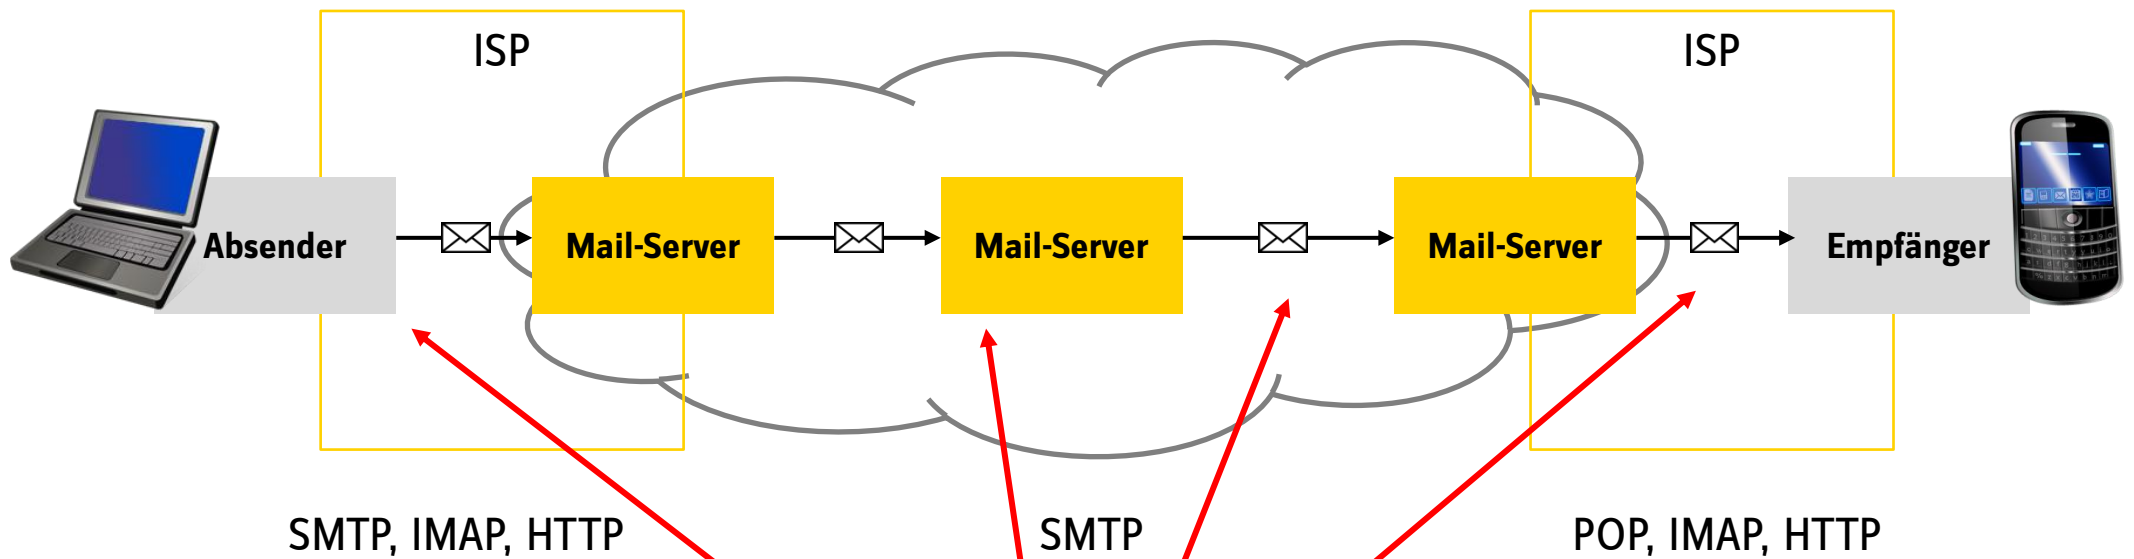 ISP
ISP
Absender
Mail-Server
Mail-Server
Mail-Server
Empfänger
SMTP, IMAP, HTTP
SMTP
POP, IMAP, HTTP